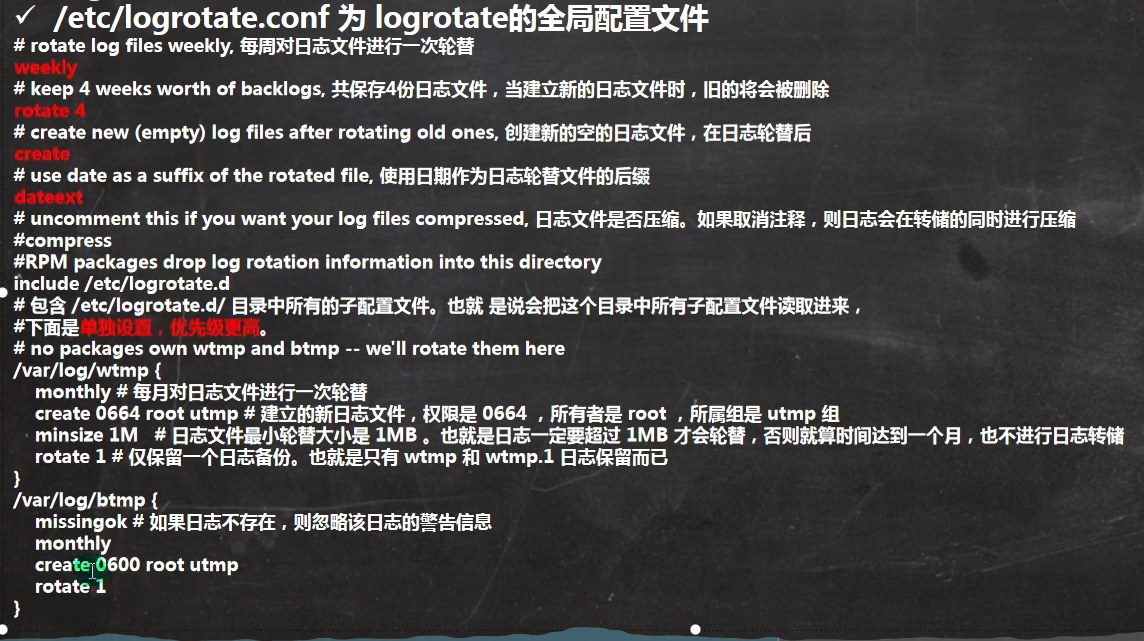 ✓ /etc/logrotate.conf 为 logrotate的全局配置文件
# rotate log files weekly, 每周对日志文件进行一次轮替
weekly
# keep 4 weeks worth of backlogs, 共保存4份日志文件，当建立新的日志文件时，旧的将会被删除
rotate 4
# create new (empty) log files after rotating old ones, 创建新的空的日志文件，在日志轮替后
create
# use date as a suffix of the rotated file, 使用日期作为日志轮替文件的后缀
dateext
# uncomment this if you want your log files compressed, 日志文件是否压缩。如果取消注释，则日志会在转储的同时进行压缩
#compress
#RPM packages drop log rotation information into this directory
include /etc/logrotate.d
# 包含 /etc/logrotate.d/ 目录中所有的子配置文件。也就 是说会把这个目录中所有子配置文件读取进来，
#下面是单独设置，优先级更高。
# no packages own wtmp and btmp -- we'll rotate them here
/var/log/wtmp {
monthly # 每月对日志文件进行一次轮替
create 0664 root utmp # 建立的新日志文件，权限是 0664 ，所有者是 root ，所属组是 utmp 组
minsize 1M # 日志文件最小轮替大小是 1MB 。也就是日志一定要超过 1MB 才会轮替，否则就算时间达到一个月，也不进行日志转储
rotate 1 # 仅保留一个日志备份。也就是只有 wtmp 和 wtmp.1 日志保留而已
}
/var/log/btmp {
missingok # 如果日志不存在，则忽略该日志的警告信息
monthly
create 0600 root utmp
rotate 1
}